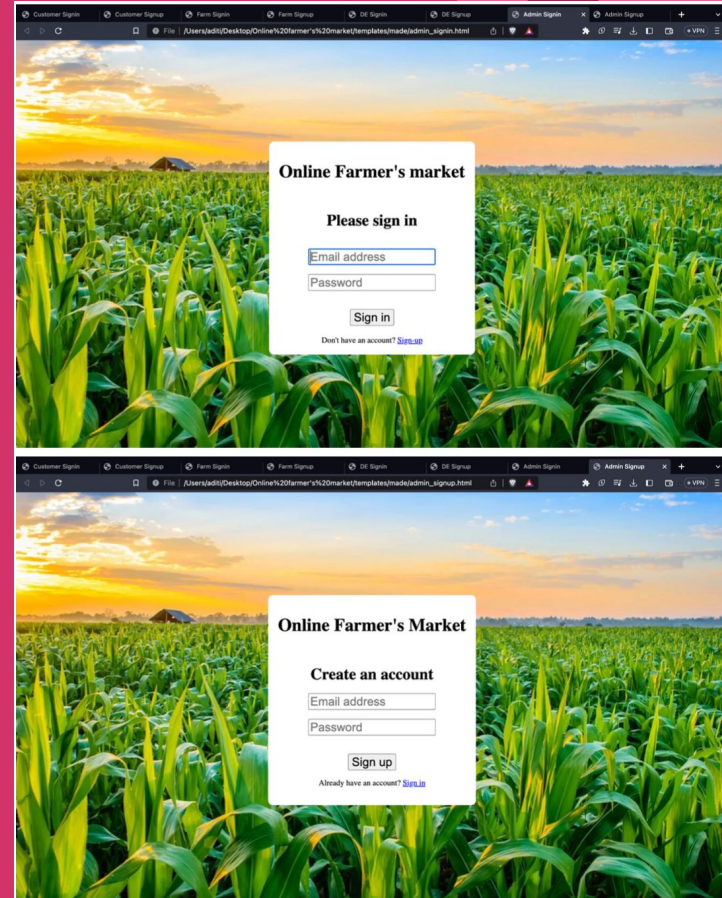 Customer Signin Customer Signup Farm Signin Farm Signup DE Signin DE Signup Admin Signin × Admin Signup +
File | /Users/aditi/Desktop/Online%20farmer's%20market/templates/made/admin_signin.html VPN
Online Farmer's market
Please sign in
Email address
Password
Sign in
Don't have an account? Sign-up
Customer Signin Customer Signup Farm Signin Farm Signup DE Signin DE Signup Admin Signin Admin Signup × +
File | /Users/aditi/Desktop/Online%20farmer's%20market/templates/made/admin_signup.html VPN
Online Farmer's Market
Create an account
Email address
Password
Sign up
Already have an account? Sign in